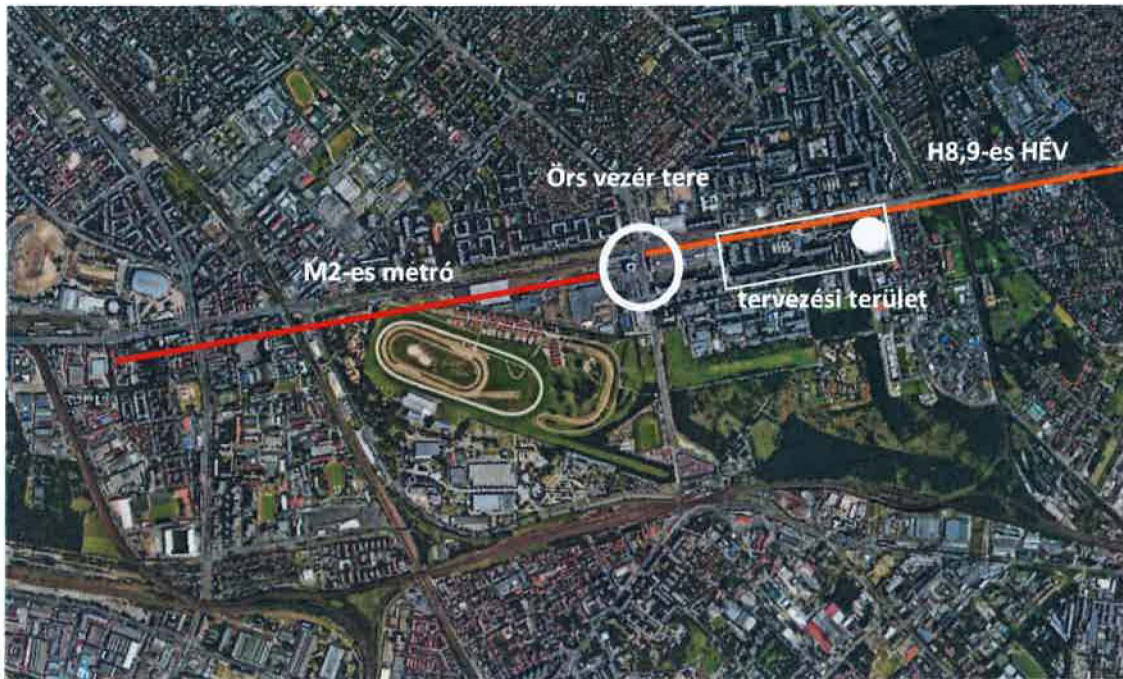 H8,9-es HÉV
Örs vezér tere
M2-es metró
tervezési terület